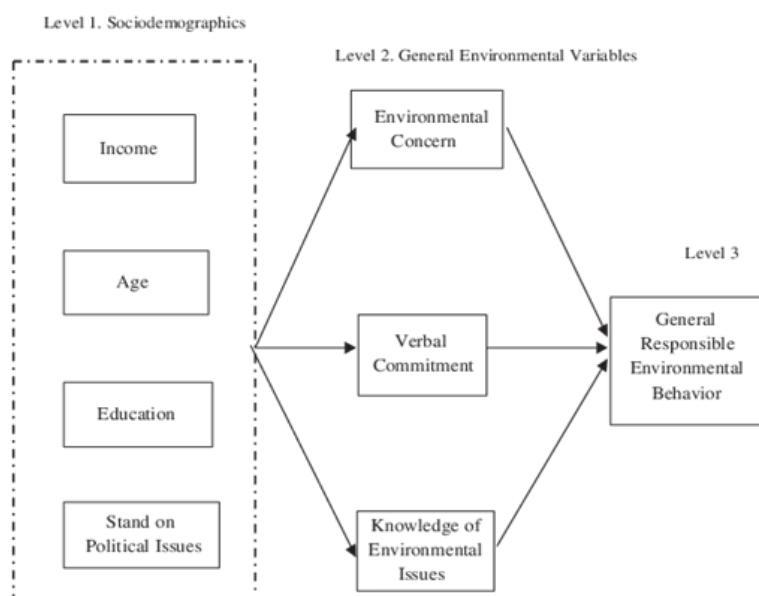 Level 1. Sociodemographics
Level 2. General Environmental Variables
Income
Age
Education
Stand on
Political Issues
Environmental
Concern
Verbal
Commitment
Knowledge of
Environmental
Issues
Level 3
General
Responsible
Environmental
Behavior